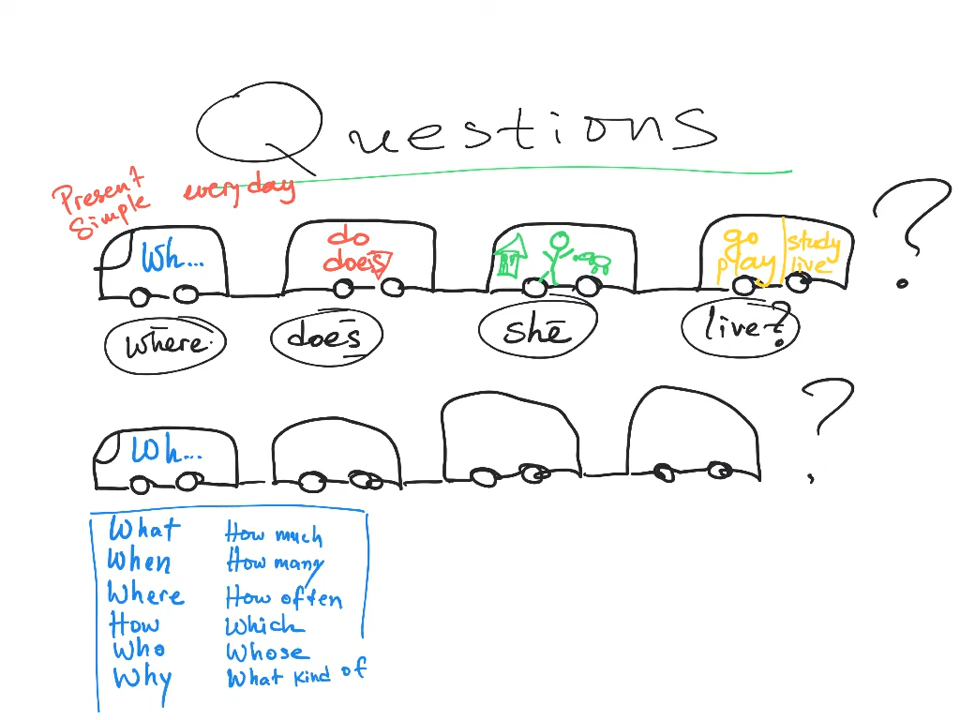 Questions
Present
Simple
every day
Wh...
do
does
go
play
study
live
?
where
does
she
live?
Wh...
?
What
When
Where
How
Who
Why
How much
How many
How often
Which
Whose
What kind of